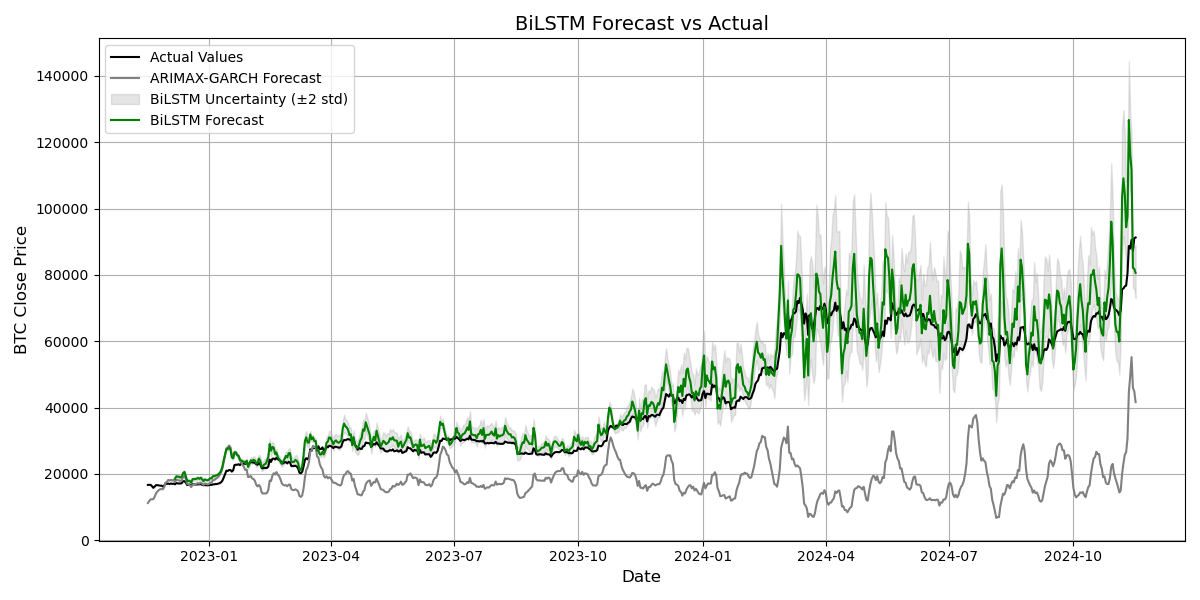 BiLSTM Forecast vs Actual
Actual Values
ARIMAX-GARCH Forecast
BiLSTM Uncertainty (±2 std)
BiLSTM Forecast
BTC Close Price
140000
120000
100000
80000
60000
40000
20000
0
2023-01 2023-04 2023-07 2023-10 2024-01 2024-04 2024-07 2024-10
Date